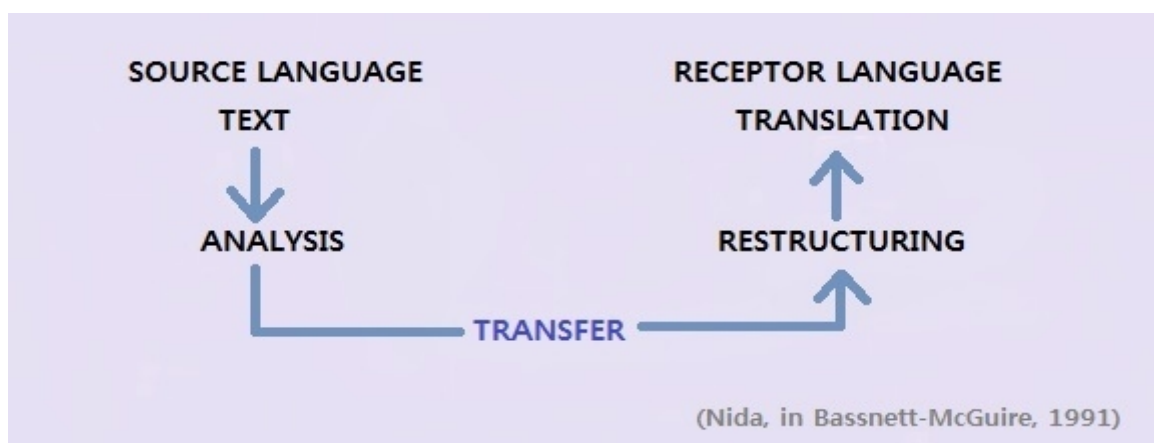 SOURCE LANGUAGE
TEXT
ANALYSIS
TRANSFER
RECEPTOR LANGUAGE
TRANSLATION
RESTRUCTURING
(Nida, in Bassnett-McGuire, 1991)